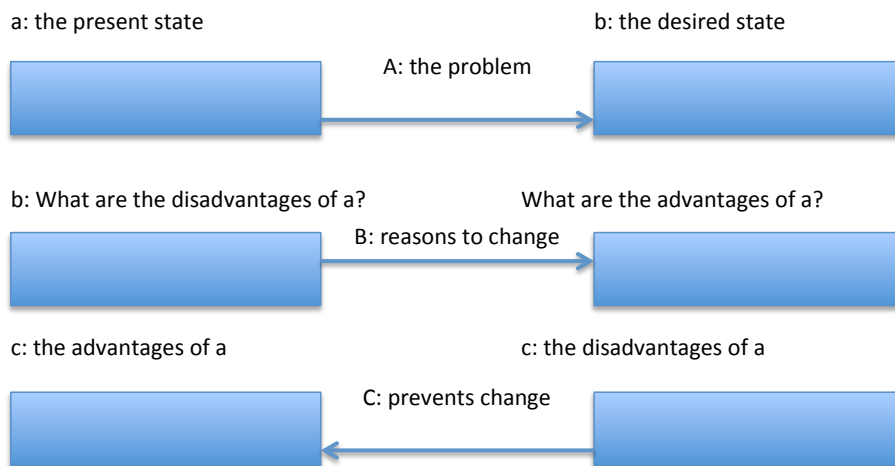 a: the present state
b: the desired state
A: the problem
b: What are the disadvantages of a?
What are the advantages of a?
B: reasons to change
c: the advantages of a
c: the disadvantages of a
C: prevents change